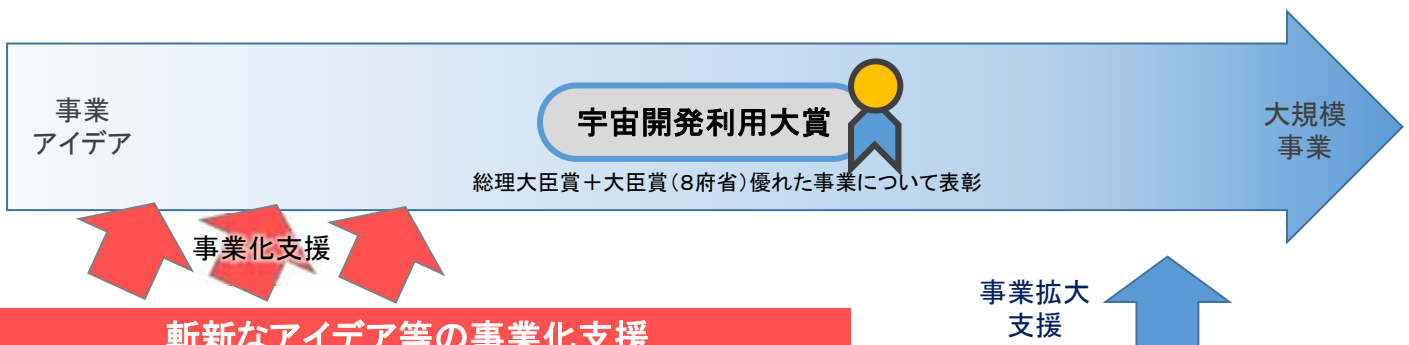 事業
アイデア
宇宙開発利用大賞
大規模
事業
総理大臣賞＋大臣賞（８府省）優れた事業について表彰
事業化支援
事業拡大
支援
斬新なアイデア等の事業化支援